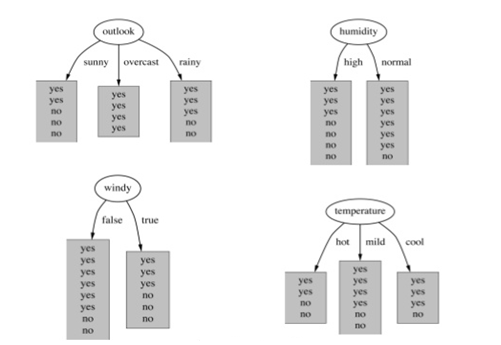 outlook
sunny
overcast
rainy
yes
yes
no
no
no
yes
yes
yes
yes
yes
yes
yes
no
no
humidity
high
normal
yes
yes
yes
no
no
no
no
yes
yes
yes
yes
yes
yes
no
windy
false
true
yes
yes
yes
yes
yes
yes
no
no
yes
yes
yes
no
no
no
temperature
hot
mild
cool
yes
yes
no
no
yes
yes
yes
yes
no
no
yes
yes
yes
no